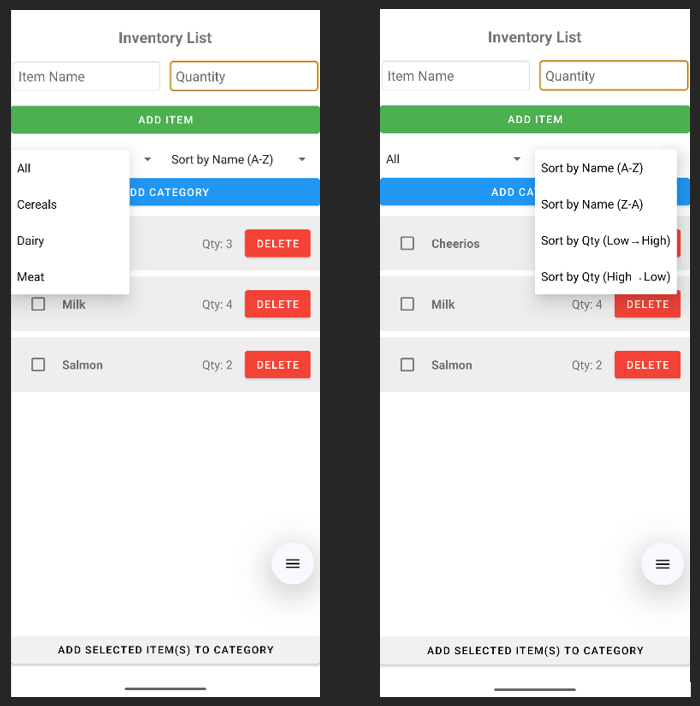 Inventory List
Item Name
Quantity
ADD ITEM
Sort by Name (A-Z)
All
Cereals
Dairy
Meat
DD CATEGORY
Qty: 3
DELETE
Milk
Qty: 4
DELETE
Salmon
Qty: 2
DELETE
ADD SELECTED ITEM(S) TO CATEGORY
Inventory List
Item Name
Quantity
ADD ITEM
All
Sort by Name (A-Z)
Sort by Name (Z-A)
Sort by Qty (Low→High)
Sort by Qty (High→Low)
ADD CA
Cheerios
Milk
Qty: 4
DELETE
Salmon
Qty: 2
DELETE
ADD SELECTED ITEM(S) TO CATEGORY